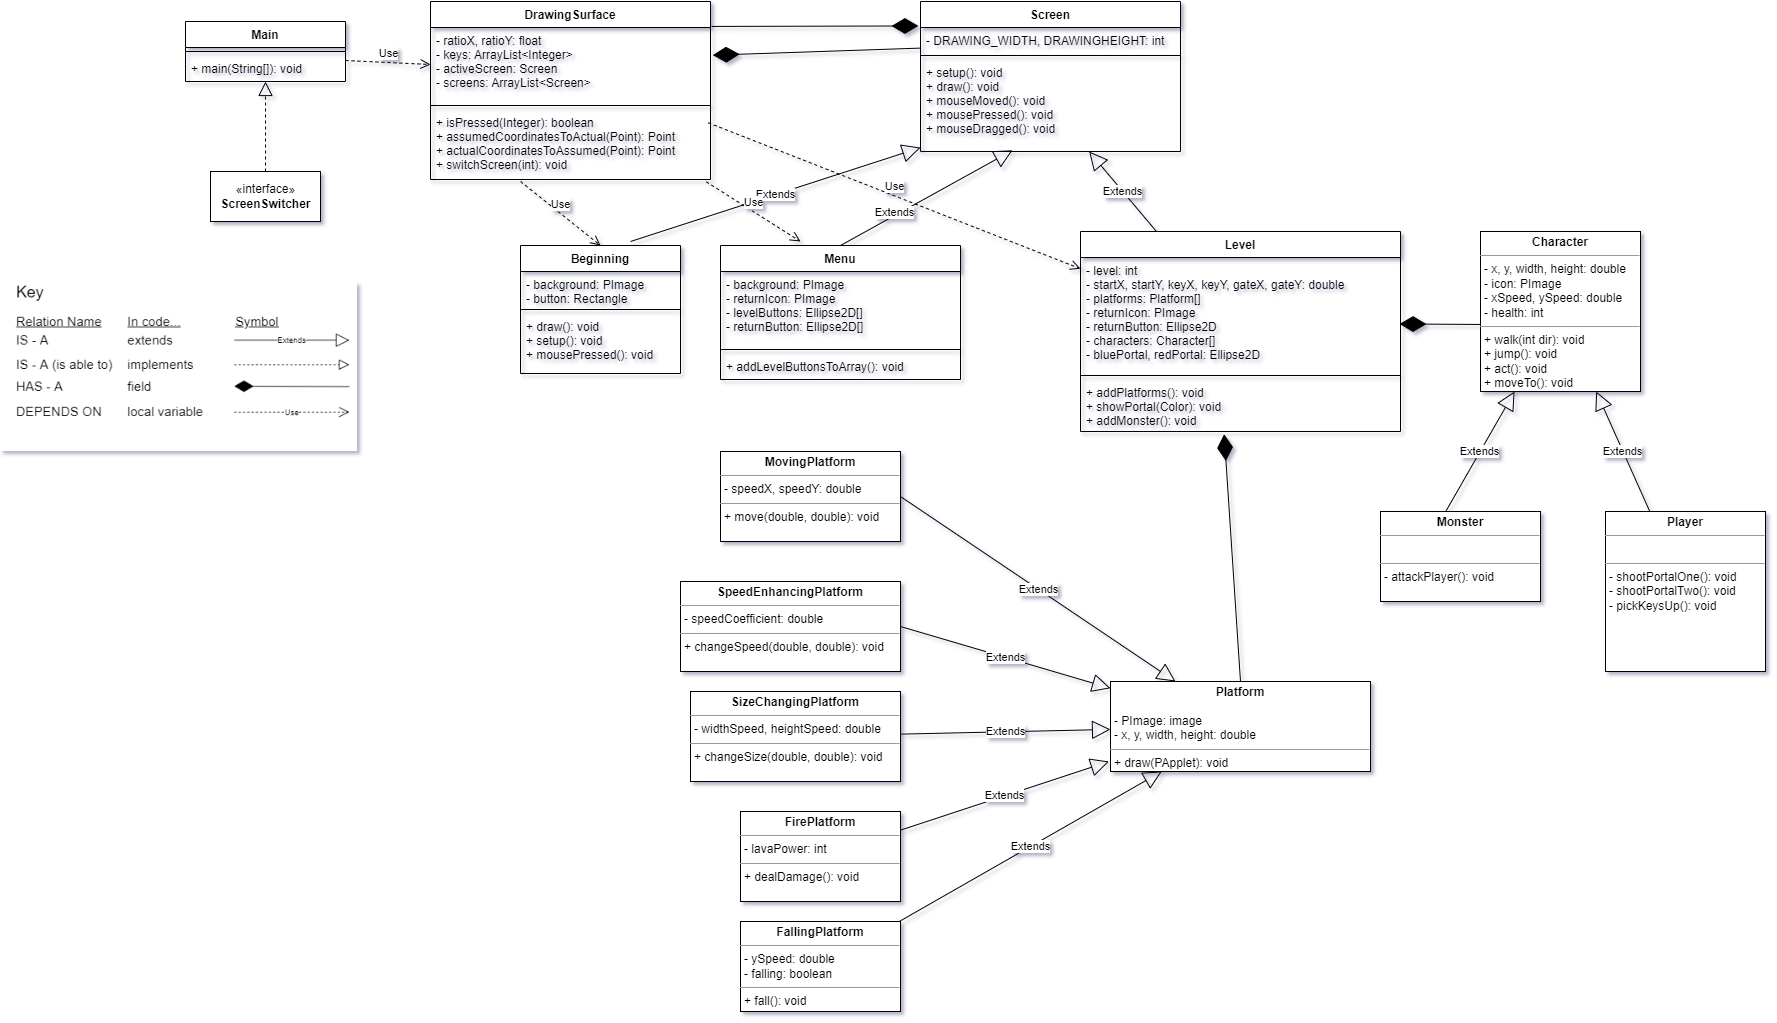 Main
+ main(String[]): void
Use
«interface»
ScreenSwitcher
DrawingSurface
- ratioX, ratioY: float
- keys: ArrayList<Integer>
- activeScreen: Screen
- screens: ArrayList<Screen>
+ isPressed(Integer): boolean
+ assumedCoordinatesToActual(Point): Point
+ actualCoordinatesToAssumed(Point): Point
+ switchScreen(int): void
Screen
- DRAWING_WIDTH, DRAWINGHEIGHT: int
+ setup(): void
+ draw(): void
+ mouseMoved(): void
+ mousePressed(): void
+ mouseDragged(): void
Use
Extends
Use
Use
Extends
Extends
Beginning
- background: PImage
- button: Rectangle
+ draw(): void
+ setup(): void
+ mousePressed(): void
Menu
- background: PImage
- returnIcon: PImage
- levelButtons: Ellipse2D[]
- returnButton: Ellipse2D[]
+ addLevelButtonsToArray(): void
Level
- level: int
- startX, startY, keyX, keyY, gateX, gateY: double
- platforms: Platform[]
- returnIcon: PImage
- returnButton: Ellipse2D
- characters: Character[]
- bluePortal, redPortal: Ellipse2D
+ addPlatforms(): void
+ showPortal(Color): void
+ addMonster(): void
Character
- x, y, width, height: double
- icon: PImage
- xSpeed, ySpeed: double
- health: int
+ walk(int dir): void
+ jump(): void
+ act(): void
+ moveTo(): void
Key
Relation Name In code... Symbol
IS - A extends Extends
IS - A (is able to) implements
HAS - A field
DEPENDS ON local variable Use
Extends
Extends
Monster
- attackPlayer(): void
Player
- shootPortalOne(): void
- shootPortalTwo(): void
- pickKeysUp(): void
MovingPlatform
- speedX, speedY: double
+ move(double, double): void
Extends
SpeedEnhancingPlatform
- speedCoefficient: double
+ changeSpeed(double, double): void
Extends
SizeChangingPlatform
- widthSpeed, heightSpeed: double
+ changeSize(double, double): void
Extends
Platform
- PImage: image
- x, y, width, height: double
+ draw(PApplet): void
Extends
FirePlatform
- lavaPower: int
+ dealDamage(): void
Extends
FallingPlatform
- ySpeed: double
- falling: boolean
+ fall(): void